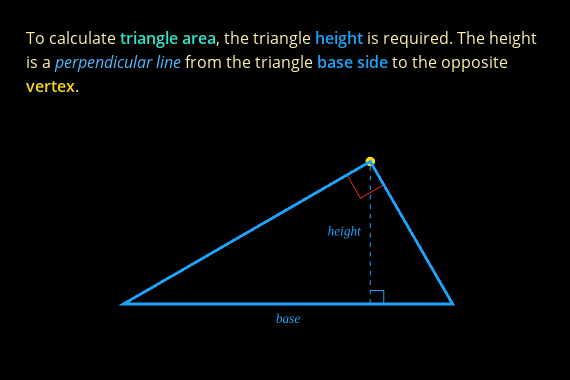 To calculate triangle area, the triangle height is required. The height
is a perpendicular line from the triangle base side to the opposite
vertex.
height
base